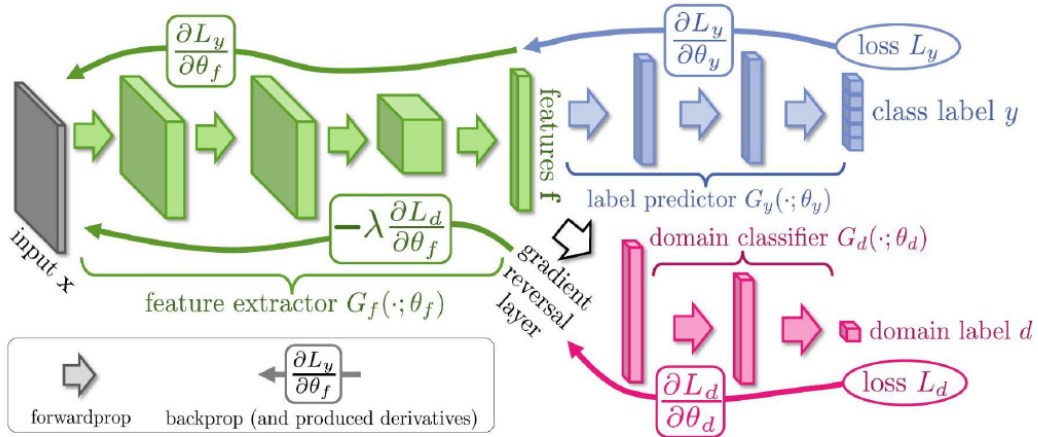 ∂L_y/∂θ_f
∂L_y/∂θ_y
loss L_y
features f
class label y
label predictor G_y(·;θ_y)
input x
−λ ∂L_d/∂θ_f
feature extractor G_f(·;θ_f)
gradient
reversal
layer
domain classifier G_d(·;θ_d)
domain label d
∂L_d/∂θ_d
loss L_d
∂L_y/∂θ_f
forwardprop
backprop (and produced derivatives)